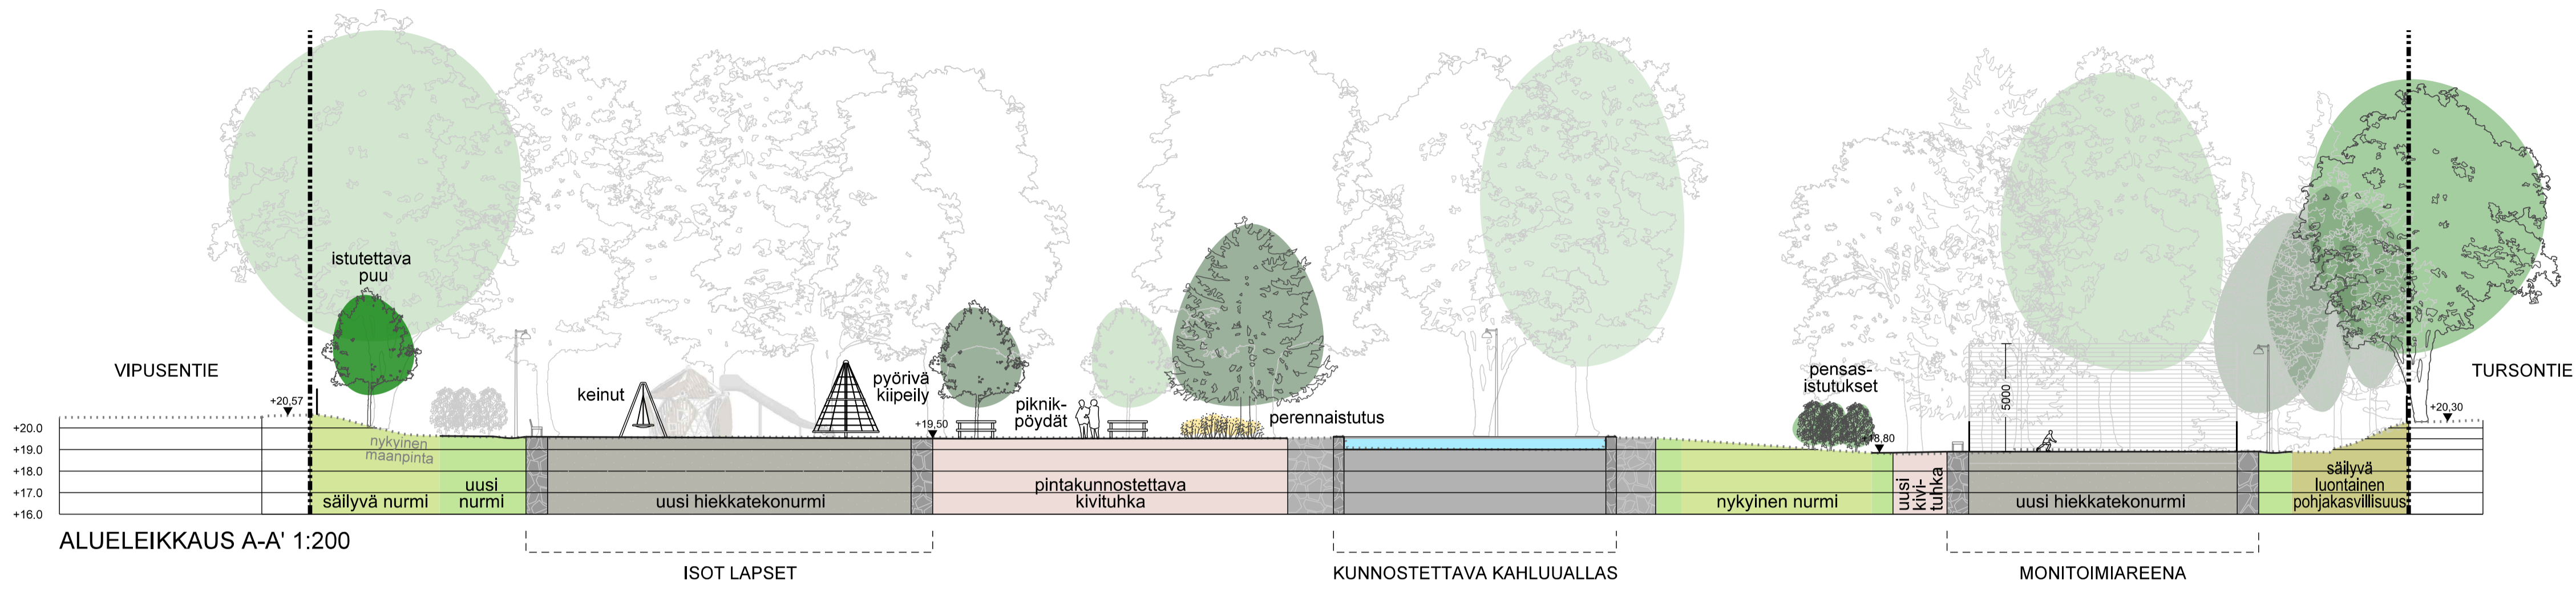 istutettava
puu
VIPUSENTIE
+20,57
keinut
pyörivä
kiipeily
+19,50
piknik-
pöydät
perennaistutus
pensas-
istutukset
+18,80
5000
TURSONTIE
+20,30
+20.0
+19.0
+18.0
+17.0
+16.0
nykyinen
maanpinta
säilyvä nurmi
uusi
nurmi
uusi hiekkatekonurmi
pintakunnostettava
kivituhka
nykyinen nurmi
uusi
kivi-
tuhka
uusi hiekkatekonurmi
säilyvä
luontainen
pohjakasvillisuus
ALUELEIKKAUS A-A' 1:200
ISOT LAPSET
KUNNOSTETTAVA KAHLUUALLAS
MONITOIMIAREENA